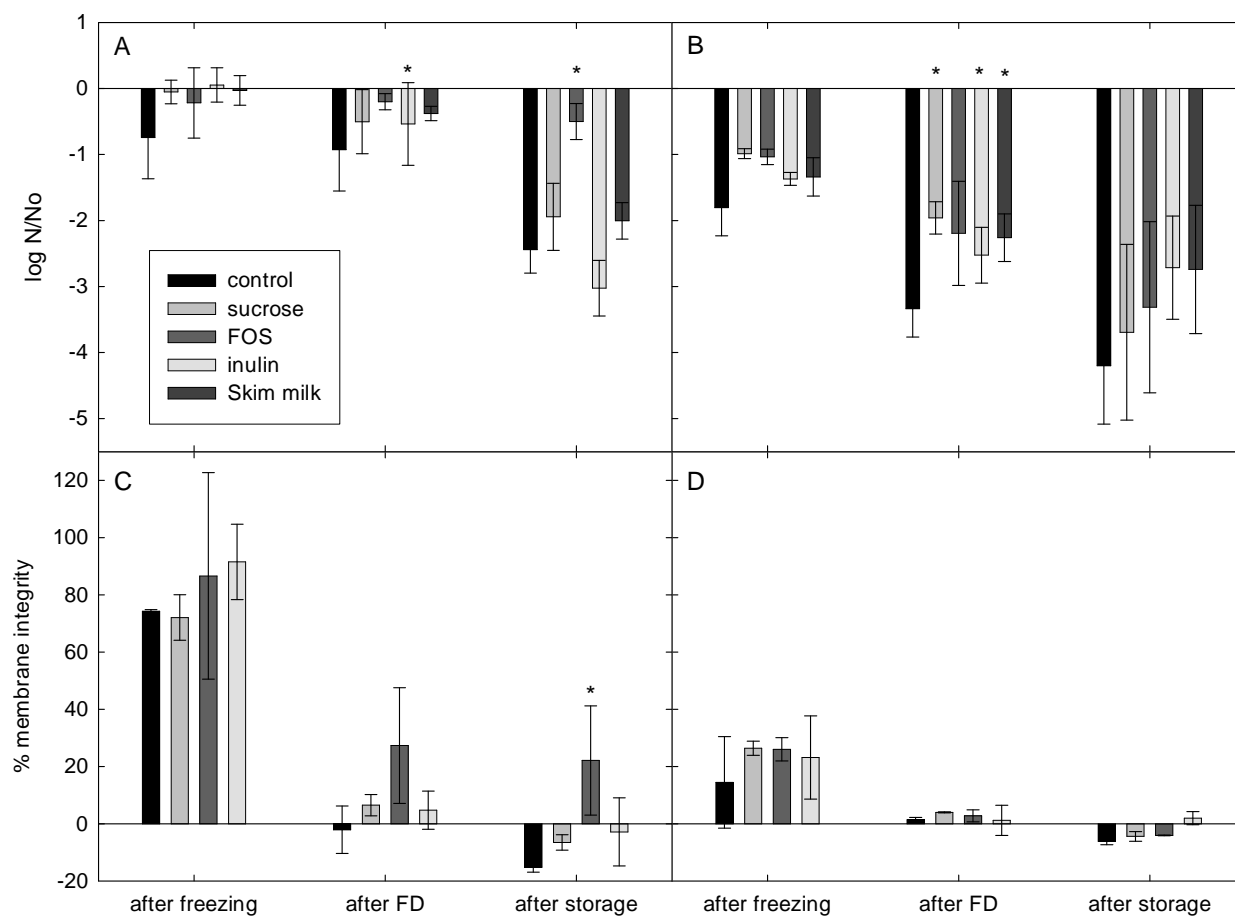 A
B
*
*
*
*
*
1
0
-1
-2
-3
-4
-5
log N/No
control
sucrose
FOS
inulin
Skim milk
C
D
*
120
100
80
60
40
20
0
-20
% membrane integrity
after freezing after FD after storage after freezing after FD after storage